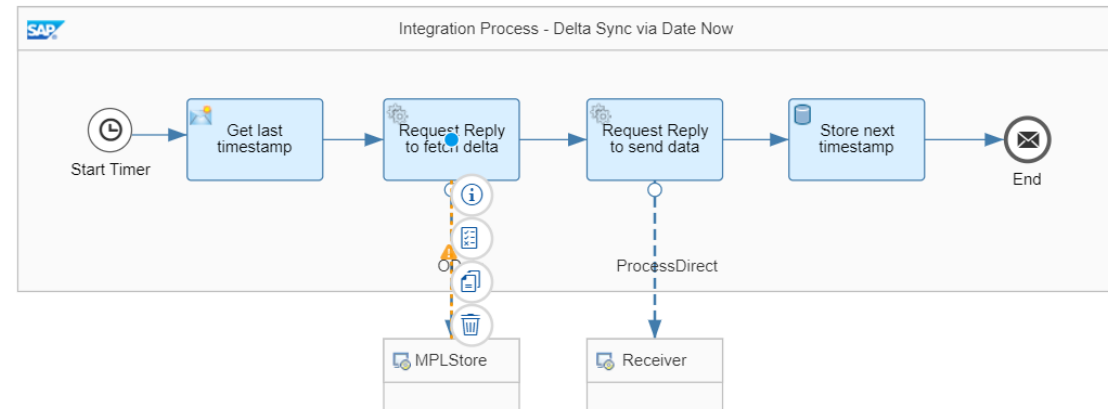 SAP
Integration Process - Delta Sync via Date Now
Get last
timestamp
Request Reply
to fetch delta
Request Reply
to send data
Store next
timestamp
Start Timer
End
ProcessDirect
MPLStore
Receiver